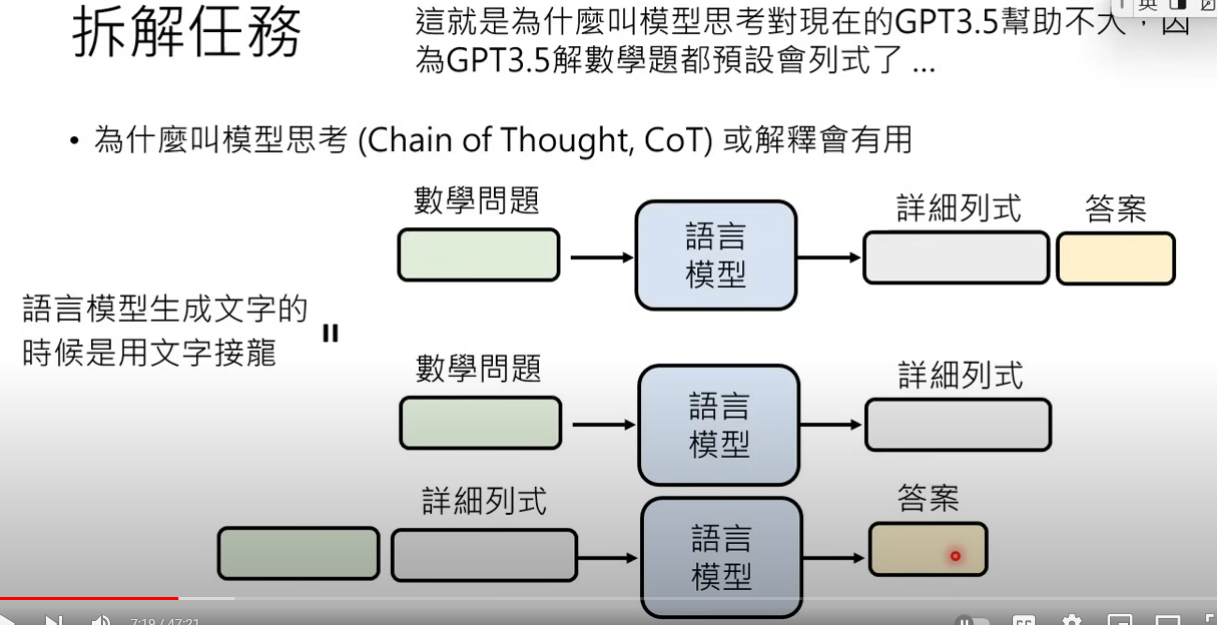 拆解任務
這就是為什麼叫模型思考對現在的GPT3.5幫助不大，因
為GPT3.5解數學題都預設會列式了 ...
英
• 為什麼叫模型思考 (Chain of Thought, CoT) 或解釋會有用
數學問題
語言
模型
詳細列式
答案
語言模型生成文字的
時候是用文字接龍
=
數學問題
語言
模型
詳細列式
詳細列式
語言
模型
答案
7:19 / 47:21